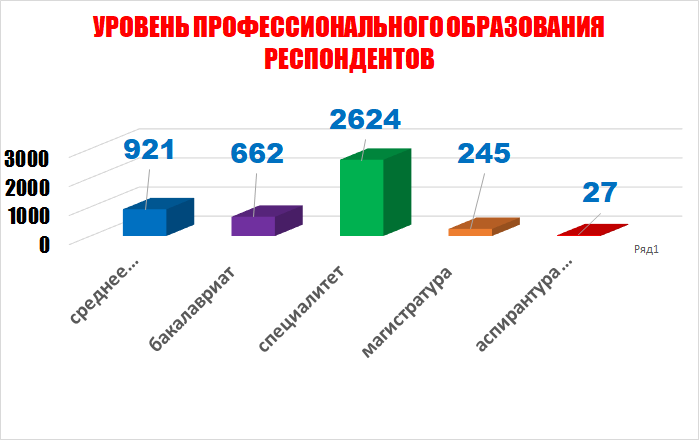 УРОВЕНЬ ПРОФЕССИОНАЛЬНОГО ОБРАЗОВАНИЯ
РЕСПОНДЕНТОВ
2624
921
662
245
27
3000
2000
1000
0
Ряд1
среднее...
бакалавриат
специалитет
магистратура
аспирантура...